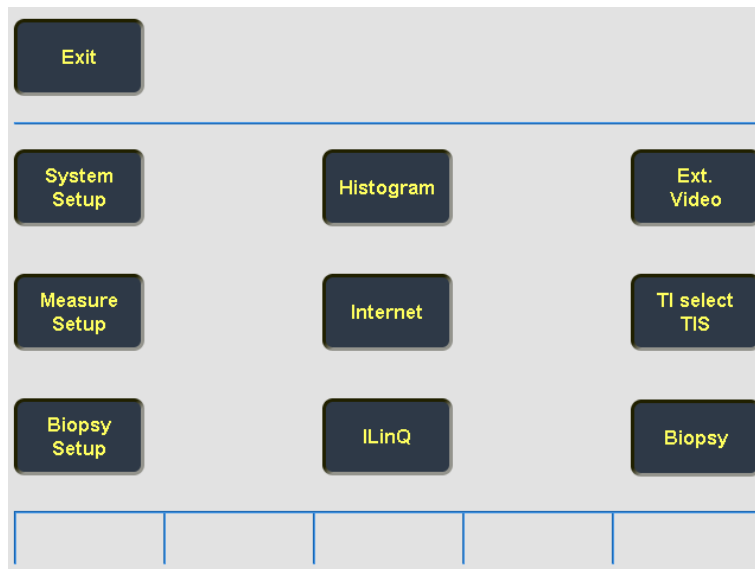 Exit
System
Setup
Histogram
Ext.
Video
Measure
Setup
Internet
TI select
TIS
Biopsy
Setup
ILinQ
Biopsy